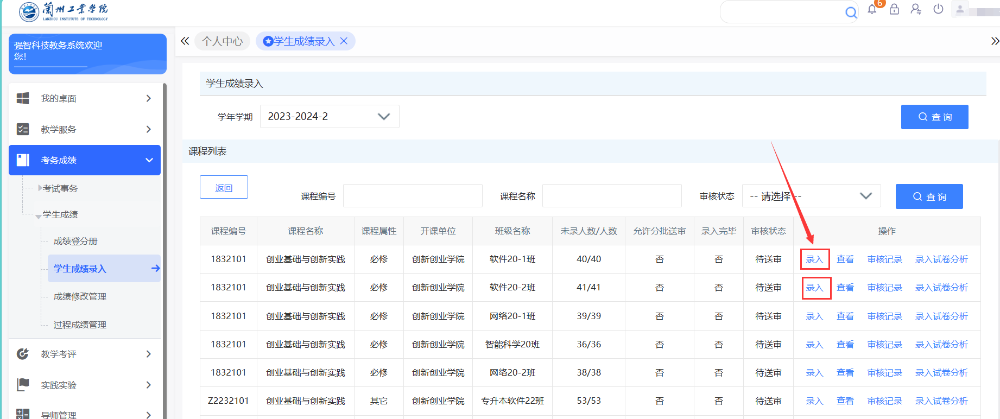 兰州工业学院
LANZHOU INSTITUTE OF TECHNOLOGY
6
强智科技教务系统欢迎
您!
我的桌面
教学服务
考务成绩
考试事务
学生成绩
成绩登分册
学生成绩录入
成绩修改管理
过程成绩管理
教学考评
实践实验
导师管理
个人中心 学生成绩录入
学生成绩录入
学年学期 2023-2024-2 查 询
课程列表
返回 课程编号 课程名称 审核状态 -- 请选择 -- 查 询
课程编号 课程名称 课程属性 开课单位 班级名称 未录人数/人数 允许分批送审 录入完毕 审核状态 操作
1832101 创业基础与创新实践 必修 创新创业学院 软件20-1班 40/40 否 否 待送审 录入 查看 审核记录 录入试卷分析
1832101 创业基础与创新实践 必修 创新创业学院 软件20-2班 41/41 否 否 待送审 录入 查看 审核记录 录入试卷分析
1832101 创业基础与创新实践 必修 创新创业学院 网络20-1班 39/39 否 否 待送审 录入 查看 审核记录 录入试卷分析
1832101 创业基础与创新实践 必修 创新创业学院 智能科学20班 36/36 否 否 待送审 录入 查看 审核记录 录入试卷分析
1832101 创业基础与创新实践 必修 创新创业学院 网络20-2班 38/38 否 否 待送审 录入 查看 审核记录 录入试卷分析
Z2232101 创业基础与创新实践 其它 创新创业学院 专升本软件22班 53/53 否 否 待送审 录入 查看 审核记录 录入试卷分析